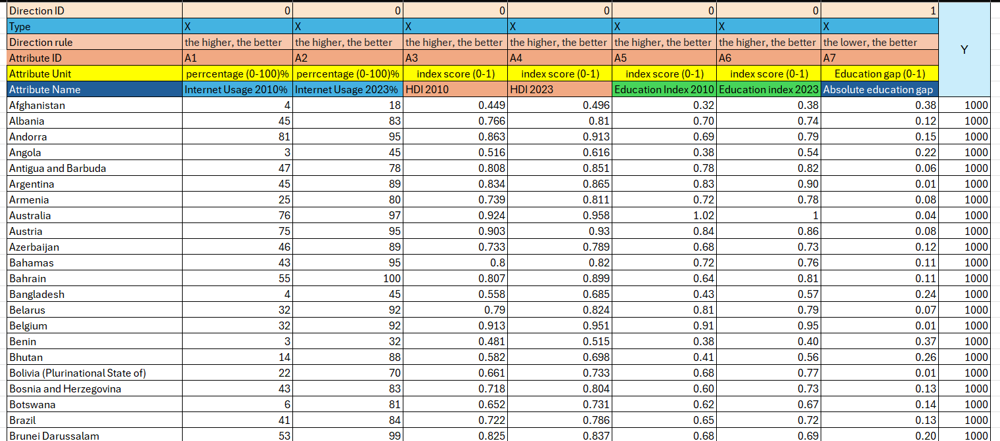 Direction ID 0 0 0 0 0 0 1
Type X X X X X X X
Direction rule the higher, the better the higher, the better the higher, the better the higher, the better the higher, the better the higher, the better the lower, the better
Y
Attribute ID A1 A2 A3 A4 A5 A6 A7
Attribute Unit perrcentage (0-100)% perrcentage (0-100)% index score (0-1) index score (0-1) index score (0-1) index score (0-1) Education gap (0-1)
Attribute Name Internet Usage 2010% Internet Usage 2023% HDI 2010 HDI 2023 Education Index 2010 Education index 2023 Absolute education gap
Afghanistan 4 18 0.449 0.496 0.32 0.38 0.38 1000
Albania 45 83 0.766 0.81 0.70 0.74 0.12 1000
Andorra 81 95 0.863 0.913 0.69 0.79 0.15 1000
Angola 3 45 0.516 0.616 0.38 0.54 0.22 1000
Antigua and Barbuda 47 78 0.808 0.851 0.78 0.82 0.06 1000
Argentina 45 89 0.834 0.865 0.83 0.90 0.01 1000
Armenia 25 80 0.739 0.811 0.72 0.78 0.08 1000
Australia 76 97 0.924 0.958 1.02 1 0.04 1000
Austria 75 95 0.903 0.93 0.84 0.86 0.08 1000
Azerbaijan 46 89 0.733 0.789 0.68 0.73 0.12 1000
Bahamas 43 95 0.8 0.82 0.72 0.76 0.11 1000
Bahrain 55 100 0.807 0.899 0.64 0.81 0.11 1000
Bangladesh 4 45 0.558 0.685 0.43 0.57 0.24 1000
Belarus 32 92 0.79 0.824 0.81 0.79 0.07 1000
Belgium 32 92 0.913 0.951 0.91 0.95 0.01 1000
Benin 3 32 0.481 0.515 0.38 0.40 0.37 1000
Bhutan 14 88 0.582 0.698 0.41 0.56 0.26 1000
Bolivia (Plurinational State of) 22 70 0.661 0.733 0.68 0.77 0.01 1000
Bosnia and Herzegovina 43 83 0.718 0.804 0.60 0.73 0.13 1000
Botswana 6 81 0.652 0.731 0.62 0.67 0.14 1000
Brazil 41 84 0.722 0.786 0.65 0.72 0.13 1000
Brunei Darussalam 53 99 0.825 0.837 0.68 0.69 0.20 1000